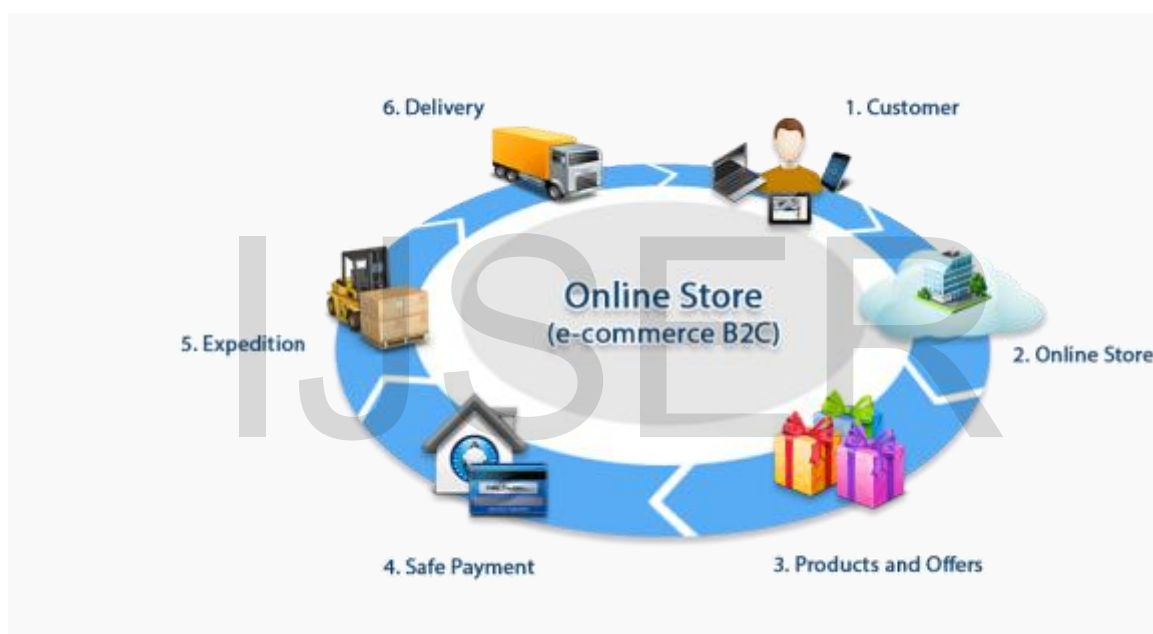 6. Delivery
1. Customer
Online Store
(e-commerce B2C)
5. Expedition
2. Online Store
4. Safe Payment
3. Products and Offers
IJSER